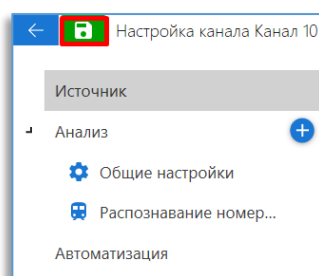 Настройка канала Канал 10
Источник
Анализ
Общие настройки
Распознавание номер...
Автоматизация